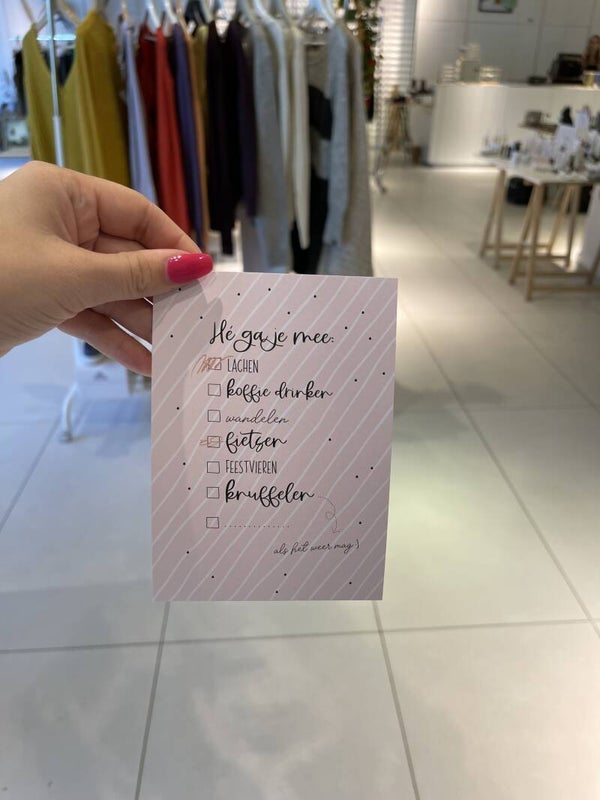 Hé ga je mee:
LACHEN
koffie drinken
wandelen
fietsen
FEESTVIEREN
knuffelen
.............
als het weer mag :)